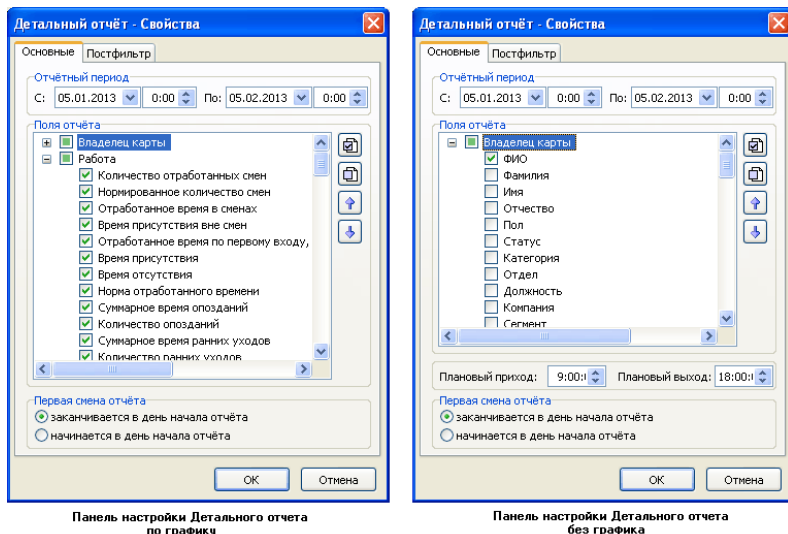 Детальный отчёт - Свойства
Основные Постфильтр
Отчётный период
С: 05.01.2013 0:00 По: 05.02.2013 0:00
Поля отчёта
Владелец карты
Работа
Количество отработанных смен
Нормированное количество смен
Отработанное время в сменах
Время присутствия вне смен
Отработанное время по первому входу,
Время присутствия
Время отсутствия
Норма отработанного времени
Суммарное время опозданий
Количество опозданий
Суммарное время ранних уходов
Количество ранних уходов
Первая смена отчёта
заканчивается в день начала отчёта
начинается в день начала отчёта
ОК Отмена
Панель настройки Детального отчета
по графику
Детальный отчёт - Свойства
Основные Постфильтр
Отчётный период
С: 05.01.2013 0:00 По: 05.02.2013 0:00
Поля отчёта
Владелец карты
ФИО
Фамилия
Имя
Отчество
Пол
Статус
Категория
Отдел
Должность
Компания
Сегмент
Плановый приход: 9:00: Плановый выход: 18:00:
Первая смена отчёта
заканчивается в день начала отчёта
начинается в день начала отчёта
ОК Отмена
Панель настройки Детального отчета
без графика